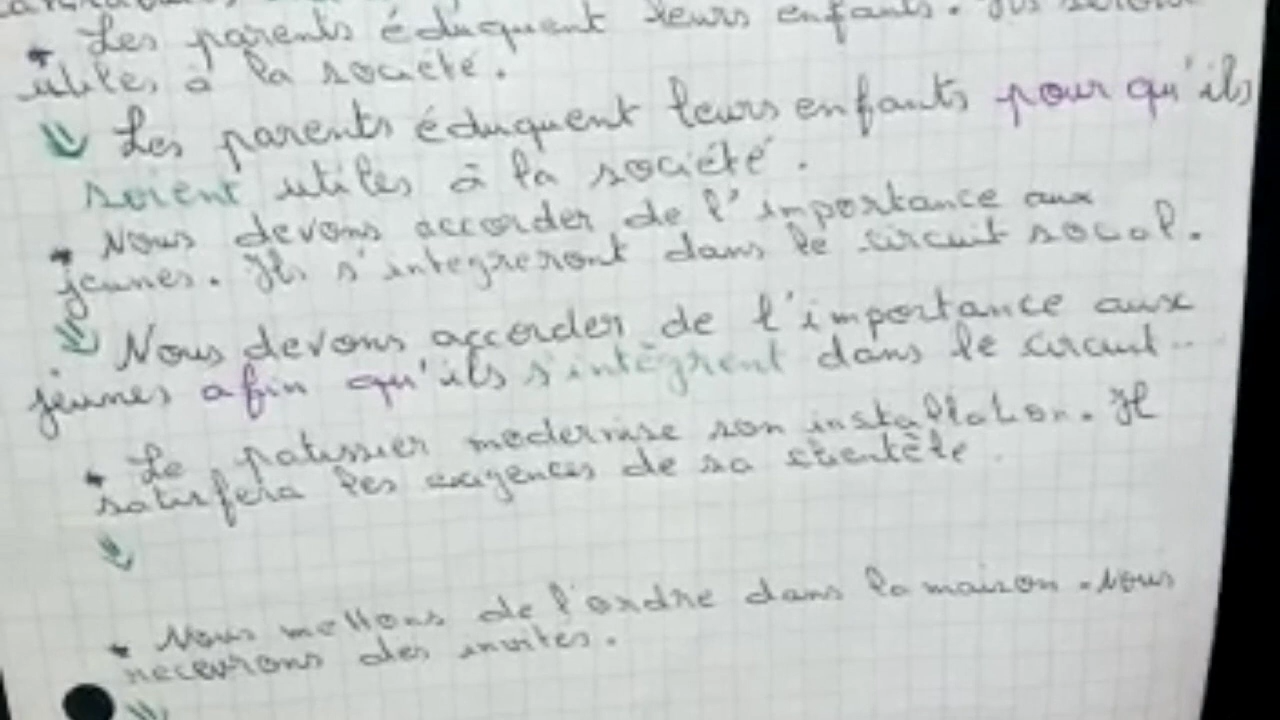 * Les parents éduquent leurs enfants. Ils seront
utiles à la société.
Les parents éduquent leurs enfants pour qu'ils
soient utiles à la société.
* Nous devons accorder de l'importance aux
jeunes. Ils s'intègreront dans le circuit social.
Nous devons accorder de l'importance aux
jeunes afin qu'ils s'intègrent dans le circuit..
* Le patissier modernise son installation. Il
satisfera les exigences de sa clientèle
* Nous mettons de l'ordre dans la maison. Nous
recevrons des invités.